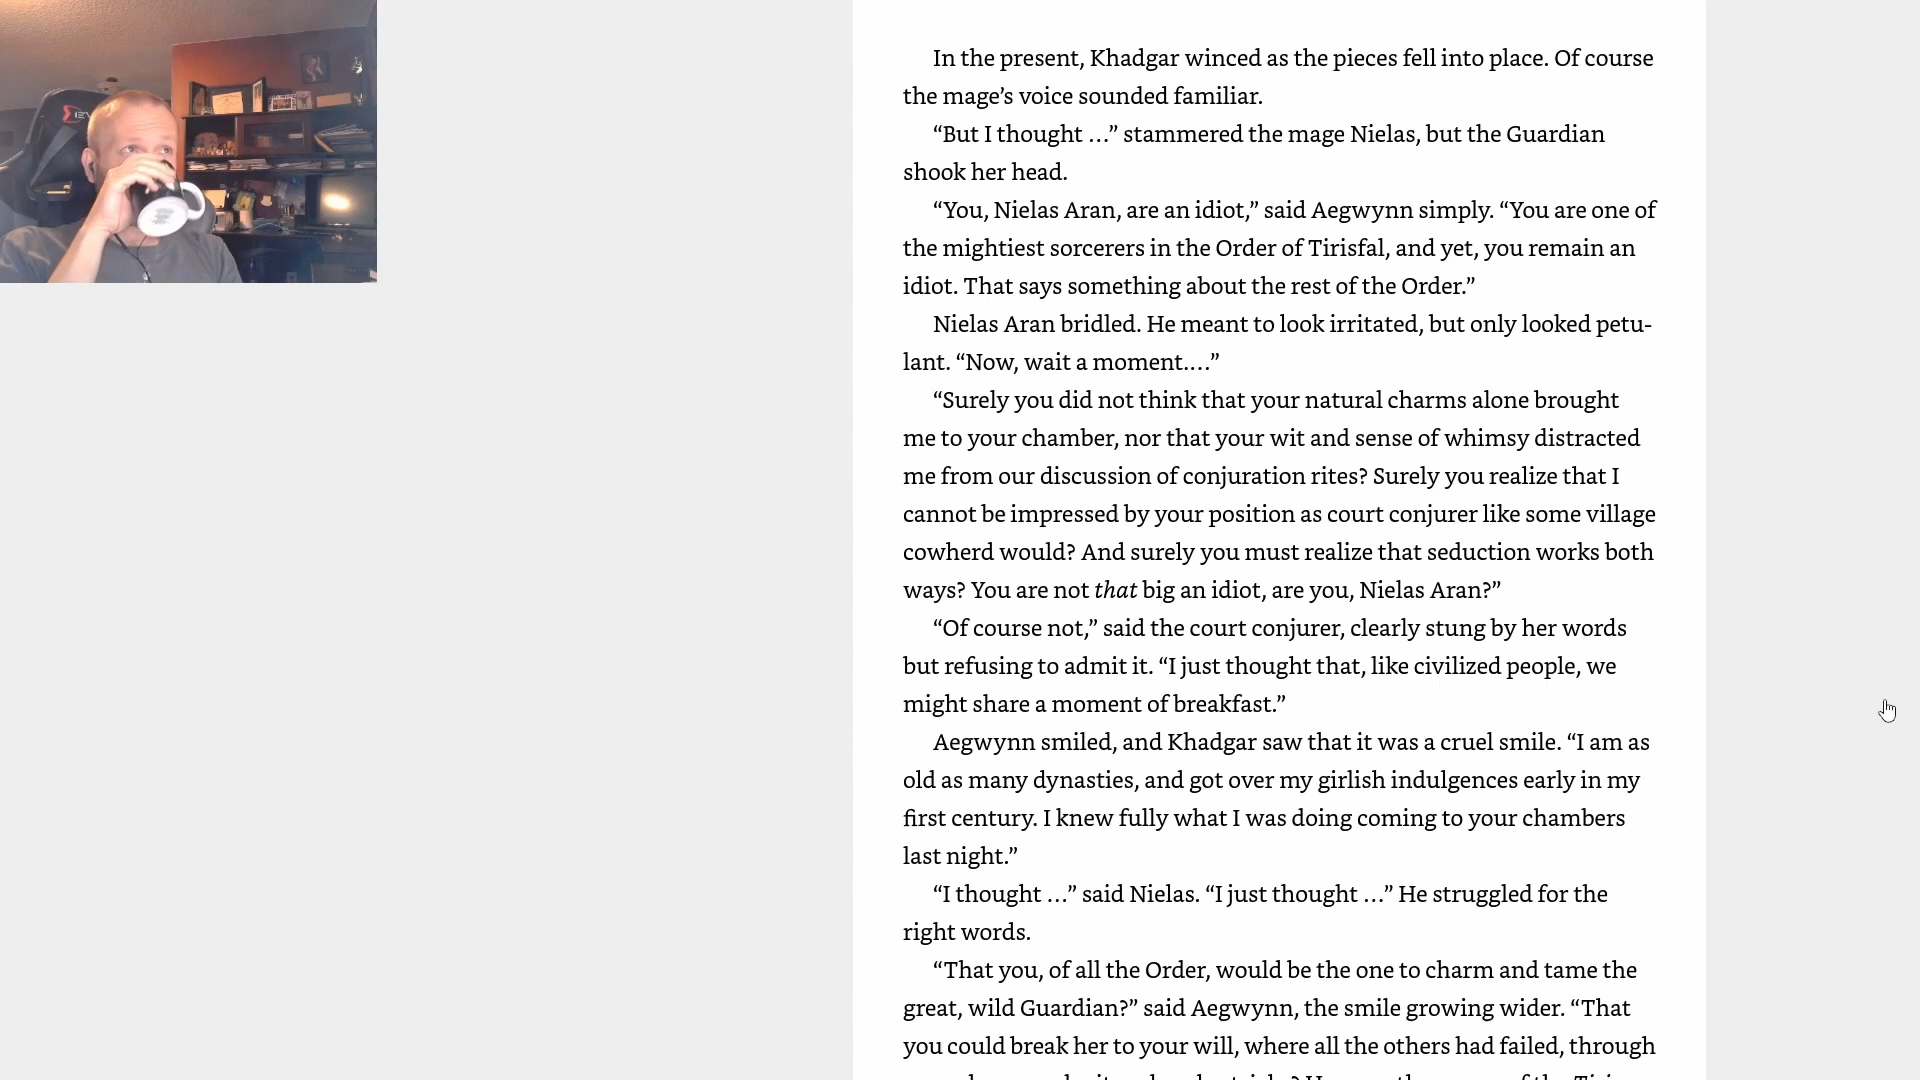 In the present, Khadgar winced as the pieces fell into place. Of course
the mage’s voice sounded familiar.
“But I thought …” stammered the mage Nielas, but the Guardian
shook her head.
“You, Nielas Aran, are an idiot,” said Aegwynn simply. “You are one of
the mightiest sorcerers in the Order of Tirisfal, and yet, you remain an
idiot. That says something about the rest of the Order.”
Nielas Aran bridled. He meant to look irritated, but only looked petu-
lant. “Now, wait a moment.…”
“Surely you did not think that your natural charms alone brought
me to your chamber, nor that your wit and sense of whimsy distracted
me from our discussion of conjuration rites? Surely you realize that I
cannot be impressed by your position as court conjurer like some village
cowherd would? And surely you must realize that seduction works both
ways? You are not that big an idiot, are you, Nielas Aran?”
“Of course not,” said the court conjurer, clearly stung by her words
but refusing to admit it. “I just thought that, like civilized people, we
might share a moment of breakfast.”
Aegwynn smiled, and Khadgar saw that it was a cruel smile. “I am as
old as many dynasties, and got over my girlish indulgences early in my
first century. I knew fully what I was doing coming to your chambers
last night.”
“I thought …” said Nielas. “I just thought …” He struggled for the
right words.
“That you, of all the Order, would be the one to charm and tame the
great, wild Guardian?” said Aegwynn, the smile growing wider. “That
you could break her to your will, where all the others had failed, through